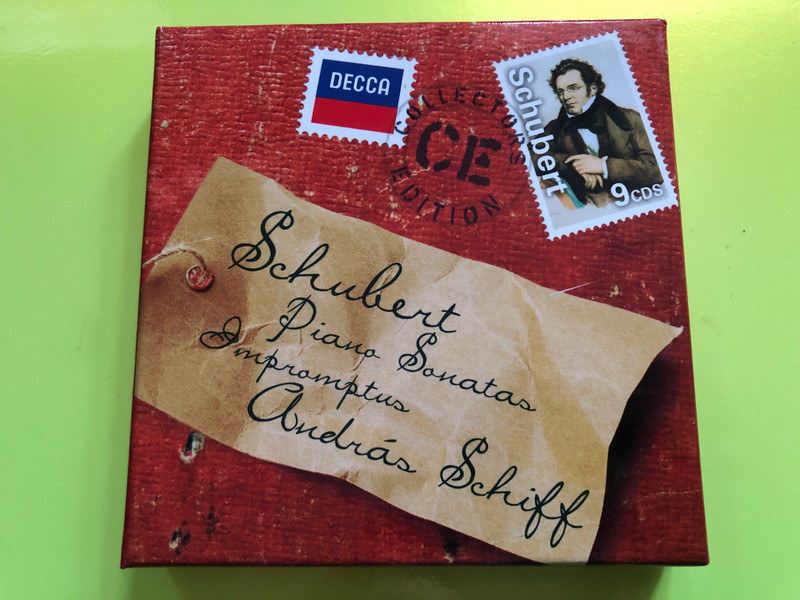 DECCA
COLLECTORS
CE
EDITION
Schubert
9 CDS
Schubert
Piano Sonatas
Impromptus
András Schiff